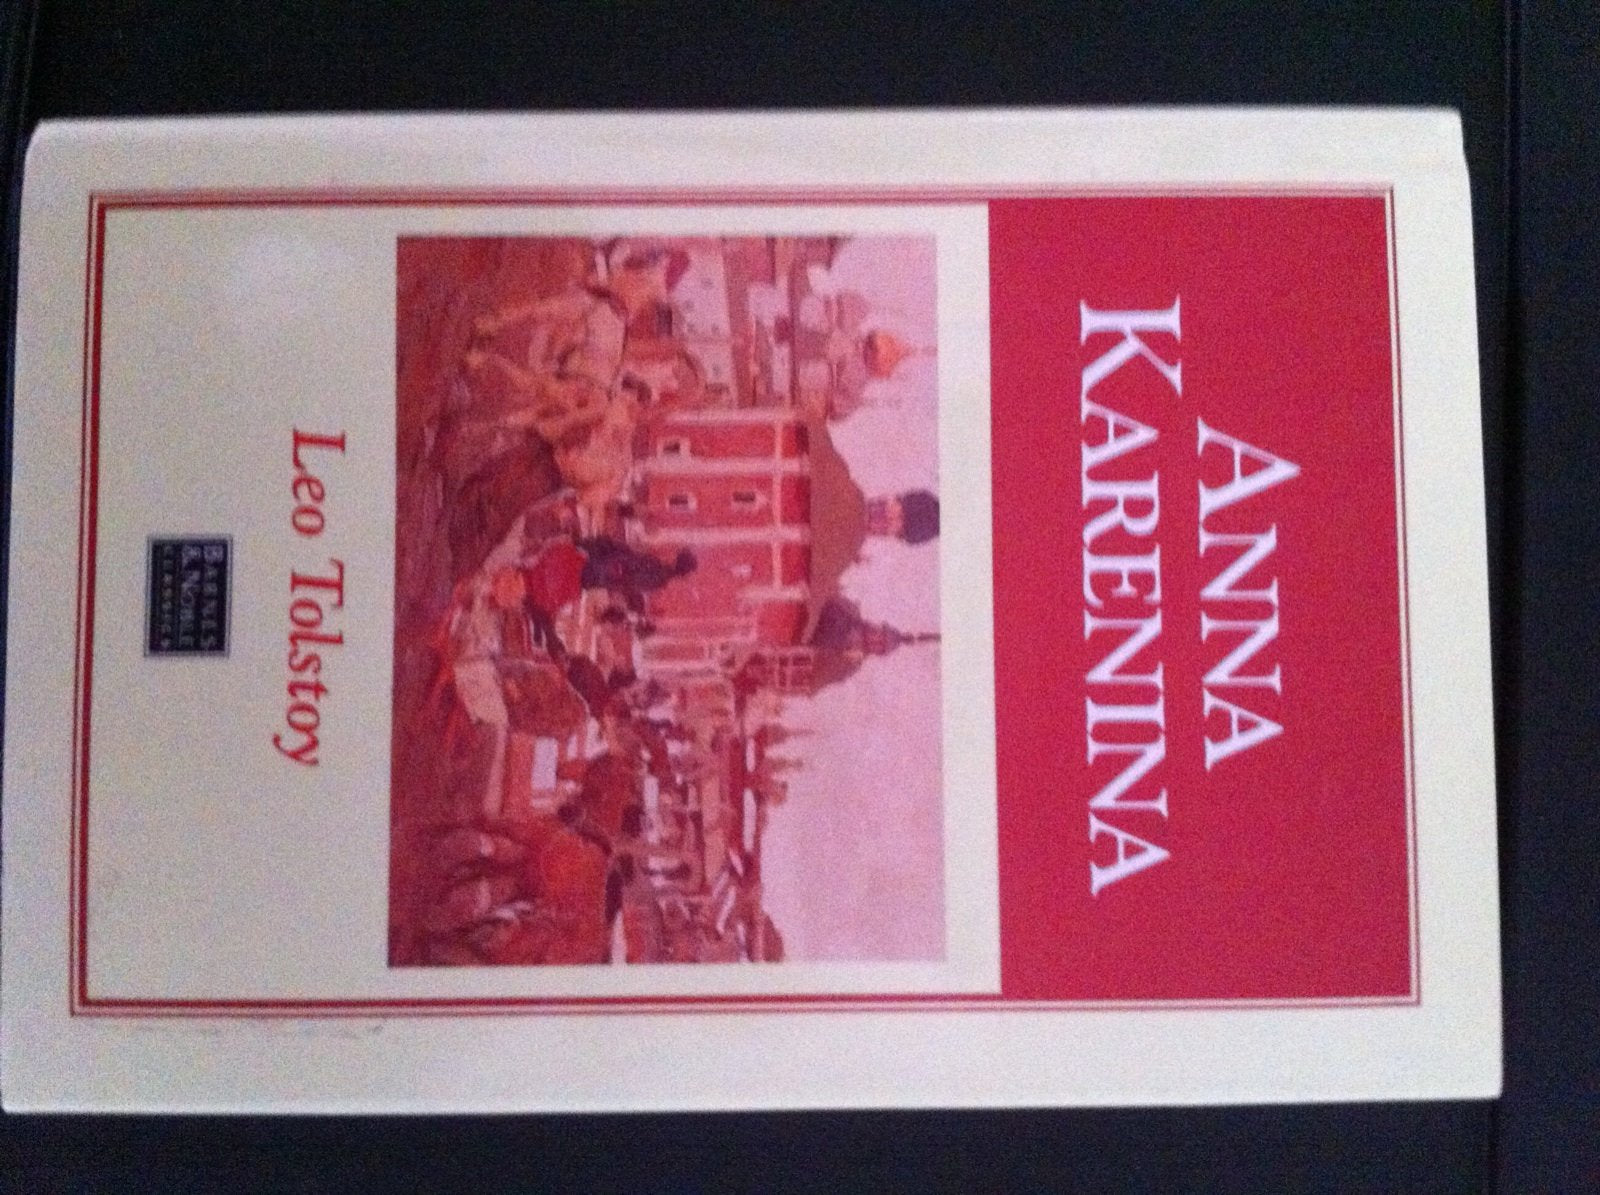 ANNA
KARENINA
Leo Tolstoy
BARNES
& NOBLE
CLASSICS